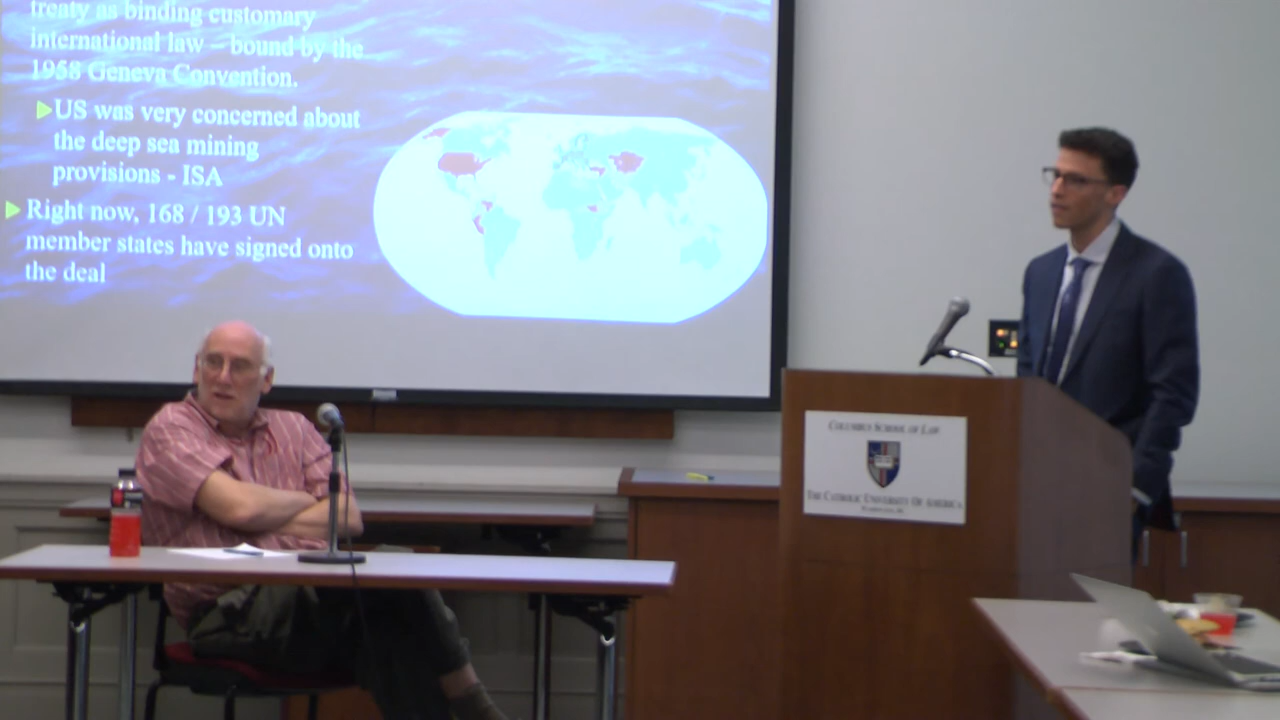 treaty as binding customary
international law – bound by the
1958 Geneva Convention.
US was very concerned about
the deep sea mining
provisions - ISA
Right now, 168 / 193 UN
member states have signed onto
the deal
COLUMBUS SCHOOL OF LAW
THE CATHOLIC UNIVERSITY OF AMERICA